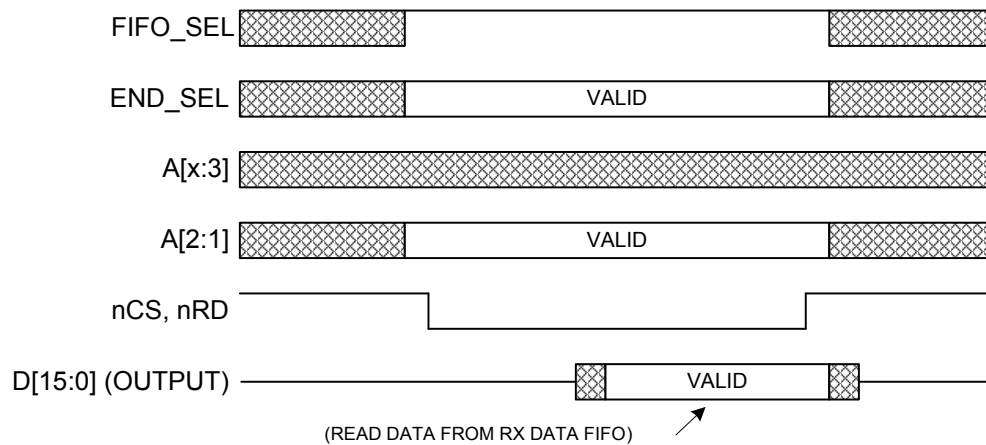 FIFO_SEL
END_SEL
VALID
A[x:3]
A[2:1]
VALID
nCS, nRD
D[15:0] (OUTPUT)
VALID
(READ DATA FROM RX DATA FIFO)